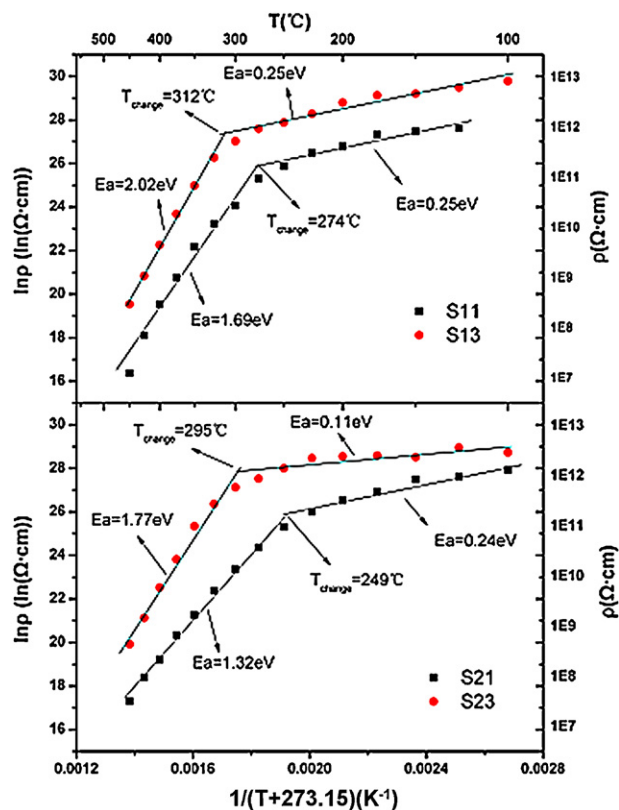 T(℃)
500 400 300 200 100
30
28
26
24
22
20
18
16
lnρ (ln(Ω·cm))
1E13
1E12
1E11
1E10
1E9
1E8
1E7
ρ(Ω·cm)
Ea=0.25eV
Tchange=312℃
Ea=2.02eV
Tchange=274℃
Ea=0.25eV
Ea=1.69eV
S11
S13
30
28
26
24
22
20
18
16
lnρ (ln(Ω·cm))
1E13
1E12
1E11
1E10
1E9
1E8
1E7
ρ(Ω·cm)
Ea=0.11eV
Tchange=295℃
Ea=1.77eV
Ea=0.24eV
Tchange=249℃
Ea=1.32eV
S21
S23
0.0012 0.0016 0.0020 0.0024 0.0028
1/(T+273.15)(K⁻¹)